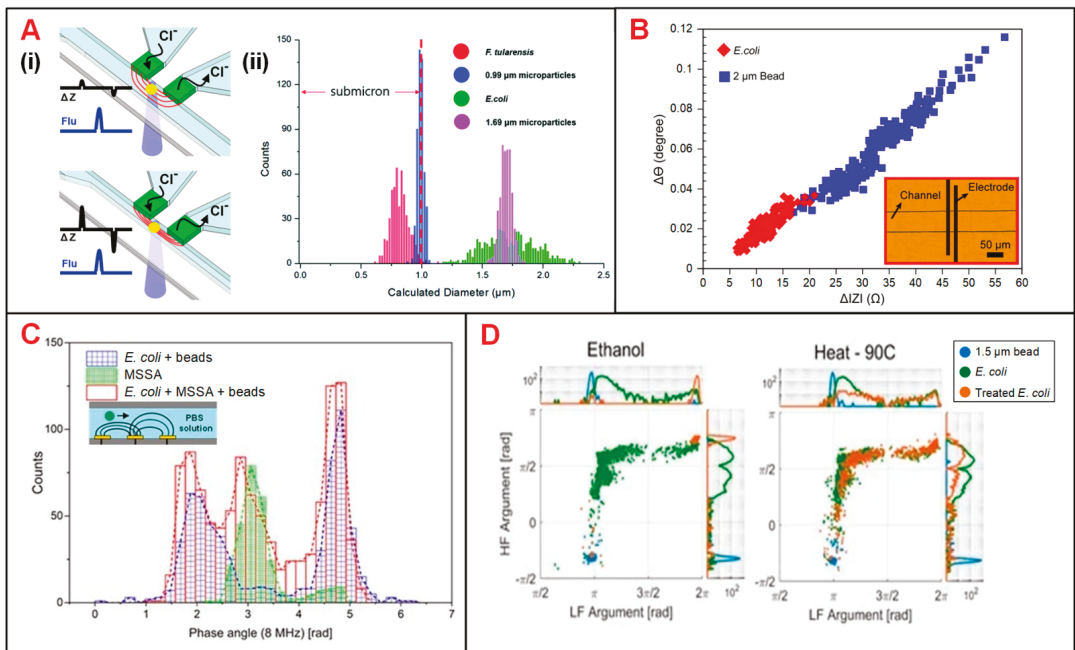 A
(i)
Cl-
Cl-
ΔZ
Flu
Cl-
Cl-
ΔZ
Flu
(ii)
150
120
90
60
30
0
Counts
submicron
F. tularensis
0.99 µm microparticles
E.coli
1.69 µm microparticles
0.0 0.5 1.0 1.5 2.0 2.5
Calculated Diameter (µm)
B
E.coli
2 µm Bead
0.12
0.1
0.08
0.06
0.04
0.02
0
ΔΘ (degree)
Channel
Electrode
50 µm
0 5 10 15 20 25 30 35 40 45 50 55 60
ΔIZI (Ω)
C
E. coli + beads
MSSA
E. coli + MSSA + beads
PBS
solution
150
125
100
75
50
25
0
Counts
0 1 2 3 4 5 6 7
Phase angle (8 MHz) [rad]
D
Ethanol
10²
π
π/2
0
-π/2
HF Argument [rad]
π/2 π 3π/2 2π 10²
LF Argument [rad]
Heat - 90C
1.5 µm bead
E. coli
Treated E. coli
10²
π
π/2
0
-π/2
π/2 π 3π/2 2π 10²
LF Argument [rad]